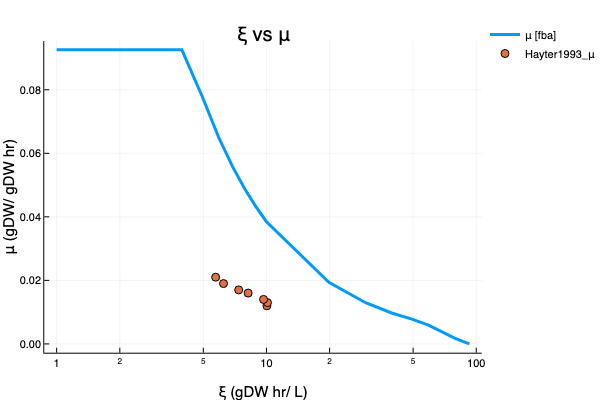 ξ vs μ
μ [fba]
Hayter1993_μ
μ (gDW/ gDW hr)
0.08
0.06
0.04
0.02
0.00
1
2
5
10
2
5
100
ξ (gDW hr/ L)